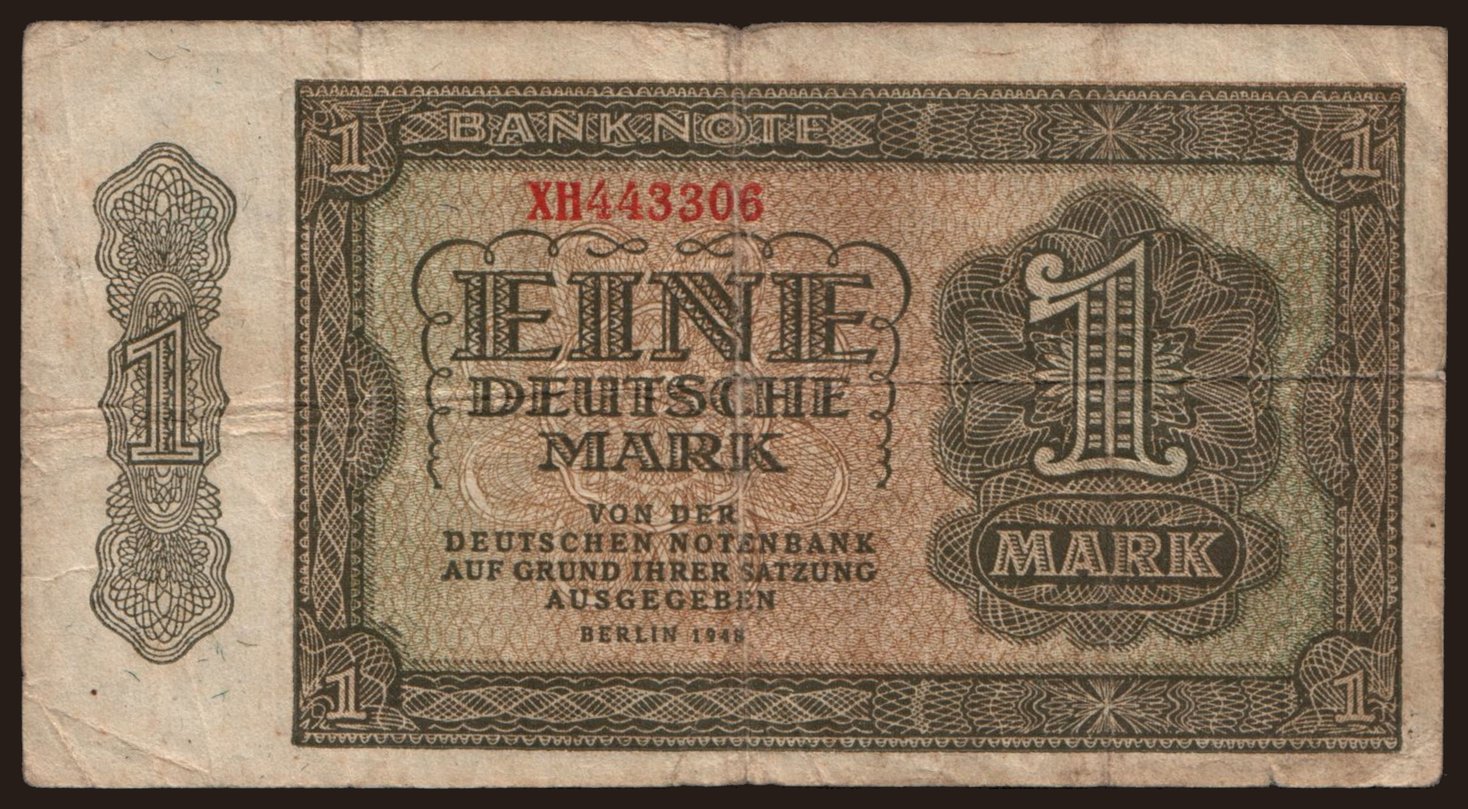 1
BANKNOTE
1
XH443306
EINE
DEUTSCHE
MARK
1
1
VON DER
DEUTSCHEN NOTENBANK
AUF GRUND IHRER SATZUNG
AUSGEGEBEN
BERLIN 1948
MARK
1
1